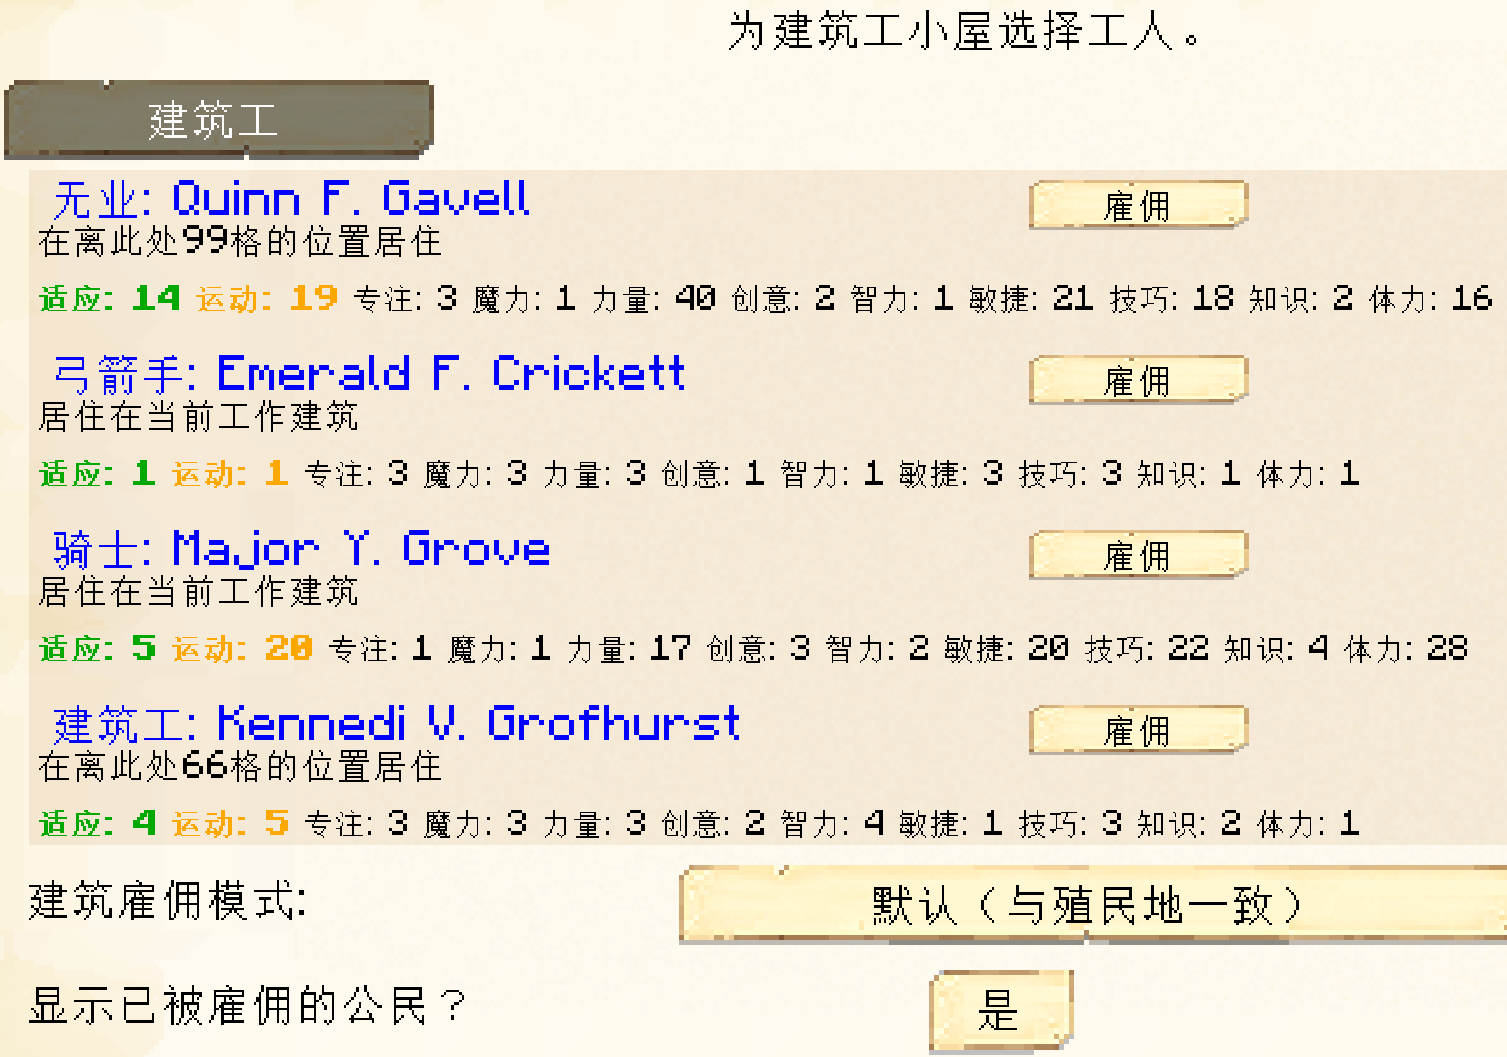 为建筑工小屋选择工人。
建筑工
无业: Quinn F. Gavell 雇佣
在离此处99格的位置居住
适应: 14 运动: 19 专注: 3 魔力: 1 力量: 40 创意: 2 智力: 1 敏捷: 21 技巧: 18 知识: 2 体力: 16
弓箭手: Emerald F. Crickett 雇佣
居住在当前工作建筑
适应: 1 运动: 1 专注: 3 魔力: 3 力量: 3 创意: 1 智力: 1 敏捷: 3 技巧: 3 知识: 1 体力: 1
骑士: Major Y. Grove 雇佣
居住在当前工作建筑
适应: 5 运动: 20 专注: 1 魔力: 1 力量: 17 创意: 3 智力: 2 敏捷: 20 技巧: 22 知识: 4 体力: 28
建筑工: Kennedi V. Grofhurst 雇佣
在离此处66格的位置居住
适应: 4 运动: 5 专注: 3 魔力: 3 力量: 3 创意: 2 智力: 4 敏捷: 1 技巧: 3 知识: 2 体力: 1
建筑雇佣模式: 默认（与殖民地一致）
显示已被雇佣的公民？ 是